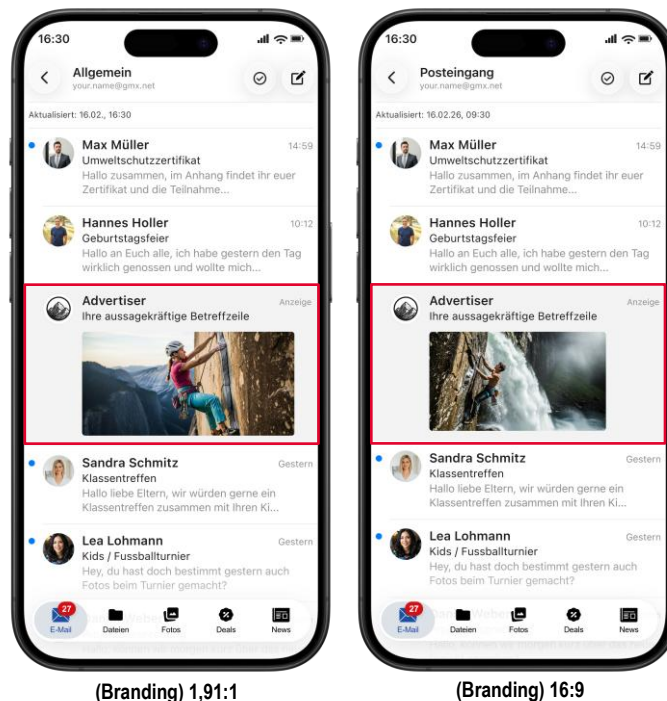 16:30
Allgemein
your.name@gmx.net
Aktualisiert: 16.02., 16:30
Max Müller
14:59
Umweltschutzzertifikat
Hallo zusammen, im Anhang findet ihr euer
Zertifikat und die Teilnahme...
Hannes Holler
10:12
Geburtstagsfeier
Hallo an Euch alle, ich habe gestern den Tag
wirklich genossen und wollte mich...
Advertiser
Anzeige
Ihre aussagekräftige Betreffzeile
Sandra Schmitz
Gestern
Klassentreffen
Hallo liebe Eltern, wir würden gerne ein
Klassentreffen zusammen mit Ihren Ki...
Lea Lohmann
Gestern
Kids / Fussballturnier
Hey, du hast doch bestimmt gestern auch
Fotos beim Turnier gemacht?
27
E-Mail
Dateien
Fotos
Deals
News
(Branding) 1,91:1
16:30
Posteingang
your.name@gmx.net
Aktualisiert: 16.02.26, 09:30
Max Müller
14:59
Umweltschutzzertifikat
Hallo zusammen, im Anhang findet ihr euer
Zertifikat und die Teilnahme...
Hannes Holler
10:12
Geburtstagsfeier
Hallo an Euch alle, ich habe gestern den Tag
wirklich genossen und wollte mich...
Advertiser
Anzeige
Ihre aussagekräftige Betreffzeile
Sandra Schmitz
Gestern
Klassentreffen
Hallo liebe Eltern, wir würden gerne ein
Klassentreffen zusammen mit Ihren Ki...
Lea Lohmann
Gestern
Kids / Fussballturnier
Hey, du hast doch bestimmt gestern auch
Fotos beim Turnier gemacht?
27
E-Mail
Dateien
Fotos
Deals
News
(Branding) 16:9